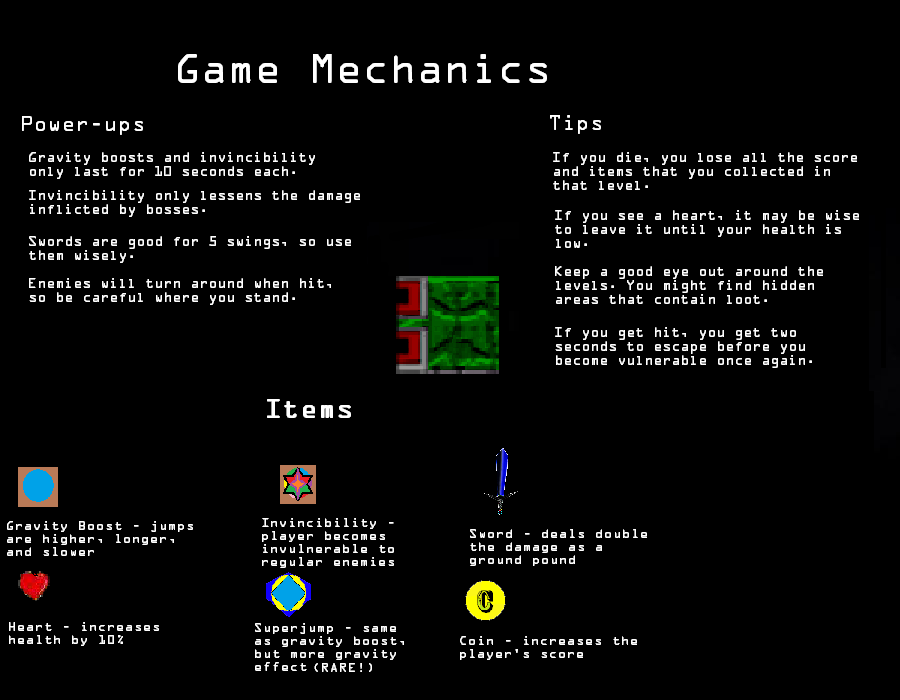 Game Mechanics
Power-ups
Gravity boosts and invincibility
only last for 10 seconds each.
Invincibility only lessens the damage
inflicted by bosses.
Swords are good for 5 swings, so use
them wisely.
Enemies will turn around when hit,
so be careful where you stand.
Tips
If you die, you lose all the score
and items that you collected in
that level.
If you see a heart, it may be wise
to leave it until your health is
low.
Keep a good eye out around the
levels. You might find hidden
areas that contain loot.
If you get hit, you get two
seconds to escape before you
become vulnerable once again.
Items
Gravity Boost - jumps
are higher, longer,
and slower
Invincibility -
player becomes
invulnerable to
regular enemies
Sword - deals double
the damage as a
ground pound
Heart - increases
health by 10%
Superjump - same
as gravity boost,
but more gravity
effect (RARE!)
C
Coin - increases the
player's score